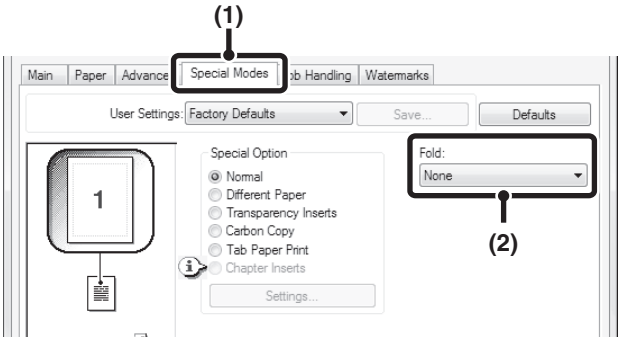 (1)
Main Paper Advance Special Modes ob Handling Watermarks
User Settings: Factory Defaults Save... Defaults
1
Special Option
Normal
Different Paper
Transparency Inserts
Carbon Copy
Tab Paper Print
Chapter Inserts
Settings...
Fold:
None
(2)